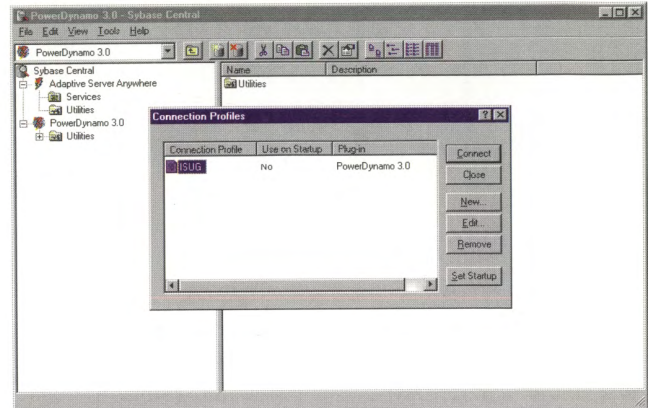 PowerDynamo 3.0 - Sybase Central
File Edit View Tools Help
PowerDynamo 3.0
Sybase Central
Adaptive Server Anywhere
Services
Utilities
PowerDynamo 3.0
Utilities
Name Description
Utilities
Connection Profiles
Connection Profile Use on Startup Plug-in
ISUG No PowerDynamo 3.0
Connect
Close
New...
Edit...
Remove
Set Startup